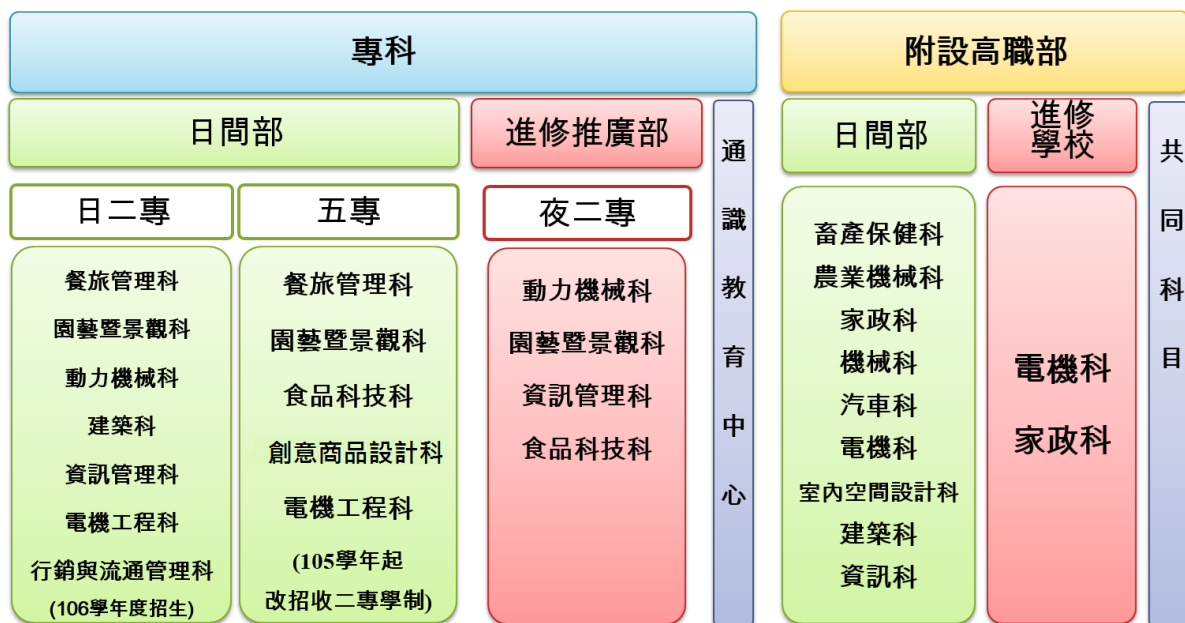 專科
日間部
進修推廣部
通識教育中心
日二專
五專
夜二專
餐旅管理科
園藝暨景觀科
動力機械科
建築科
資訊管理科
電機工程科
行銷與流通管理科
(106學年度招生)
餐旅管理科
園藝暨景觀科
食品科技科
創意商品設計科
電機工程科
(105學年起
改招收二專學制)
動力機械科
園藝暨景觀科
資訊管理科
食品科技科
附設高職部
日間部
進修
學校
共同科目
畜產保健科
農業機械科
家政科
機械科
汽車科
電機科
室內空間設計科
建築科
資訊科
電機科
家政科